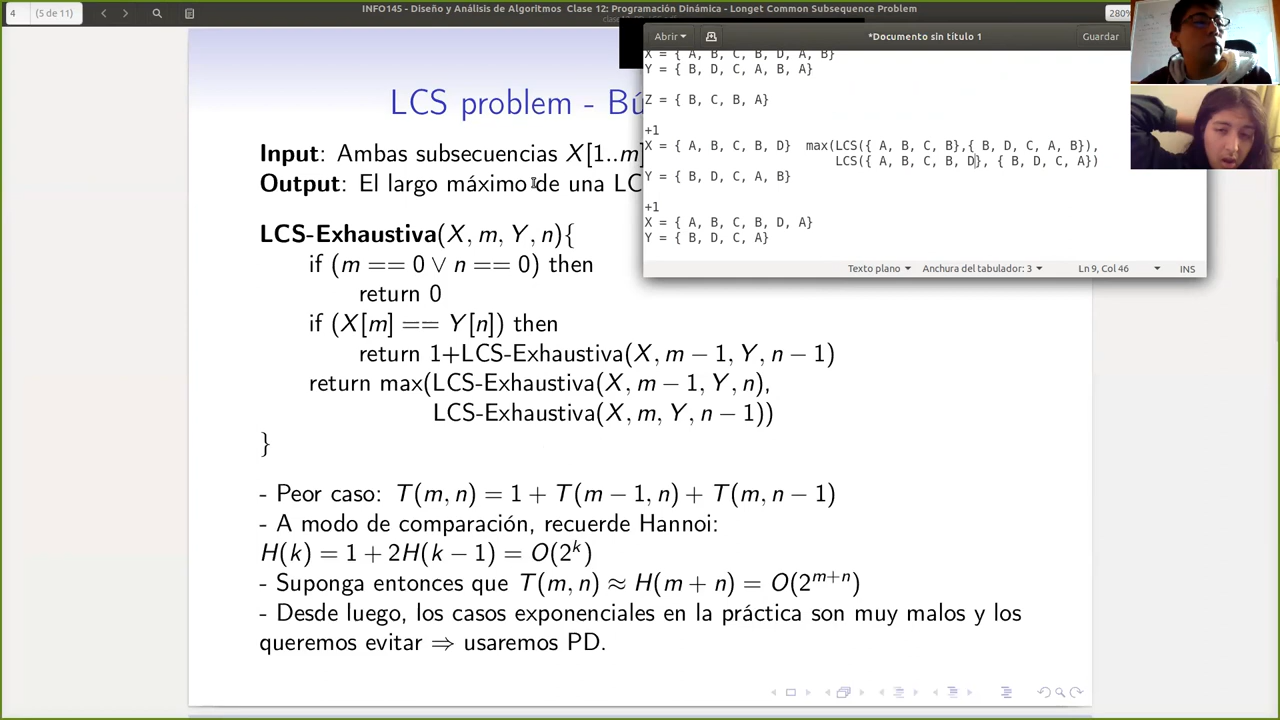 4 (5 de 11)
INFO145 - Diseño y Análisis de Algoritmos Clase 12: Programación Dinámica - Longet Common Subsequence Problem
280%
Abrir
*Documento sin título 1
Guardar
X = { A, B, C, B, D, A, B}
Y = { B, D, C, A, B, A}
Z = { B, C, B, A}
+1
X = { A, B, C, B, D} max(LCS({ A, B, C, B},{ B, D, C, A, B}),
LCS({ A, B, C, B, D}, { B, D, C, A})
Y = { B, D, C, A, B}
+1
X = { A, B, C, B, D, A}
Y = { B, D, C, A}
Texto plano Anchura del tabulador: 3 Ln 9, Col 46 INS
LCS problem - Bú
Input: Ambas subsecuencias X[1..m]
Output: El largo máximo de una LC
LCS-Exhaustiva(X, m, Y, n){
if (m == 0 ∨ n == 0) then
return 0
if (X[m] == Y[n]) then
return 1+LCS-Exhaustiva(X, m − 1, Y, n − 1)
return max(LCS-Exhaustiva(X, m − 1, Y, n),
LCS-Exhaustiva(X, m, Y, n − 1))
}
- Peor caso: T(m, n) = 1 + T(m − 1, n) + T(m, n − 1)
- A modo de comparación, recuerde Hannoi:
H(k) = 1 + 2H(k − 1) = O(2^k)
- Suponga entonces que T(m, n) ≈ H(m + n) = O(2^{m+n})
- Desde luego, los casos exponenciales en la práctica son muy malos y los
queremos evitar ⇒ usaremos PD.